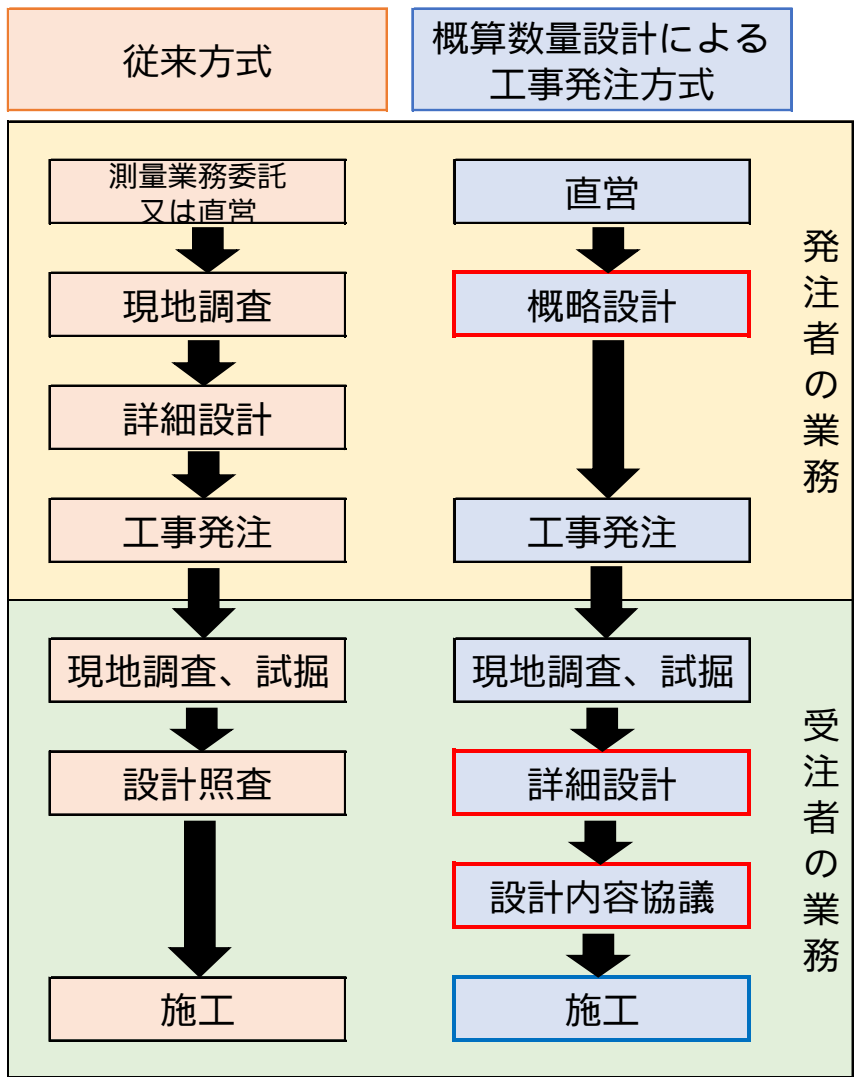 従来方式
概算数量設計による
工事発注方式
測量業務委託
又は直営
現地調査
詳細設計
工事発注
直営
概略設計
工事発注
発注者の業務
現地調査、試掘
設計照査
施工
現地調査、試掘
詳細設計
設計内容協議
施工
受注者の業務